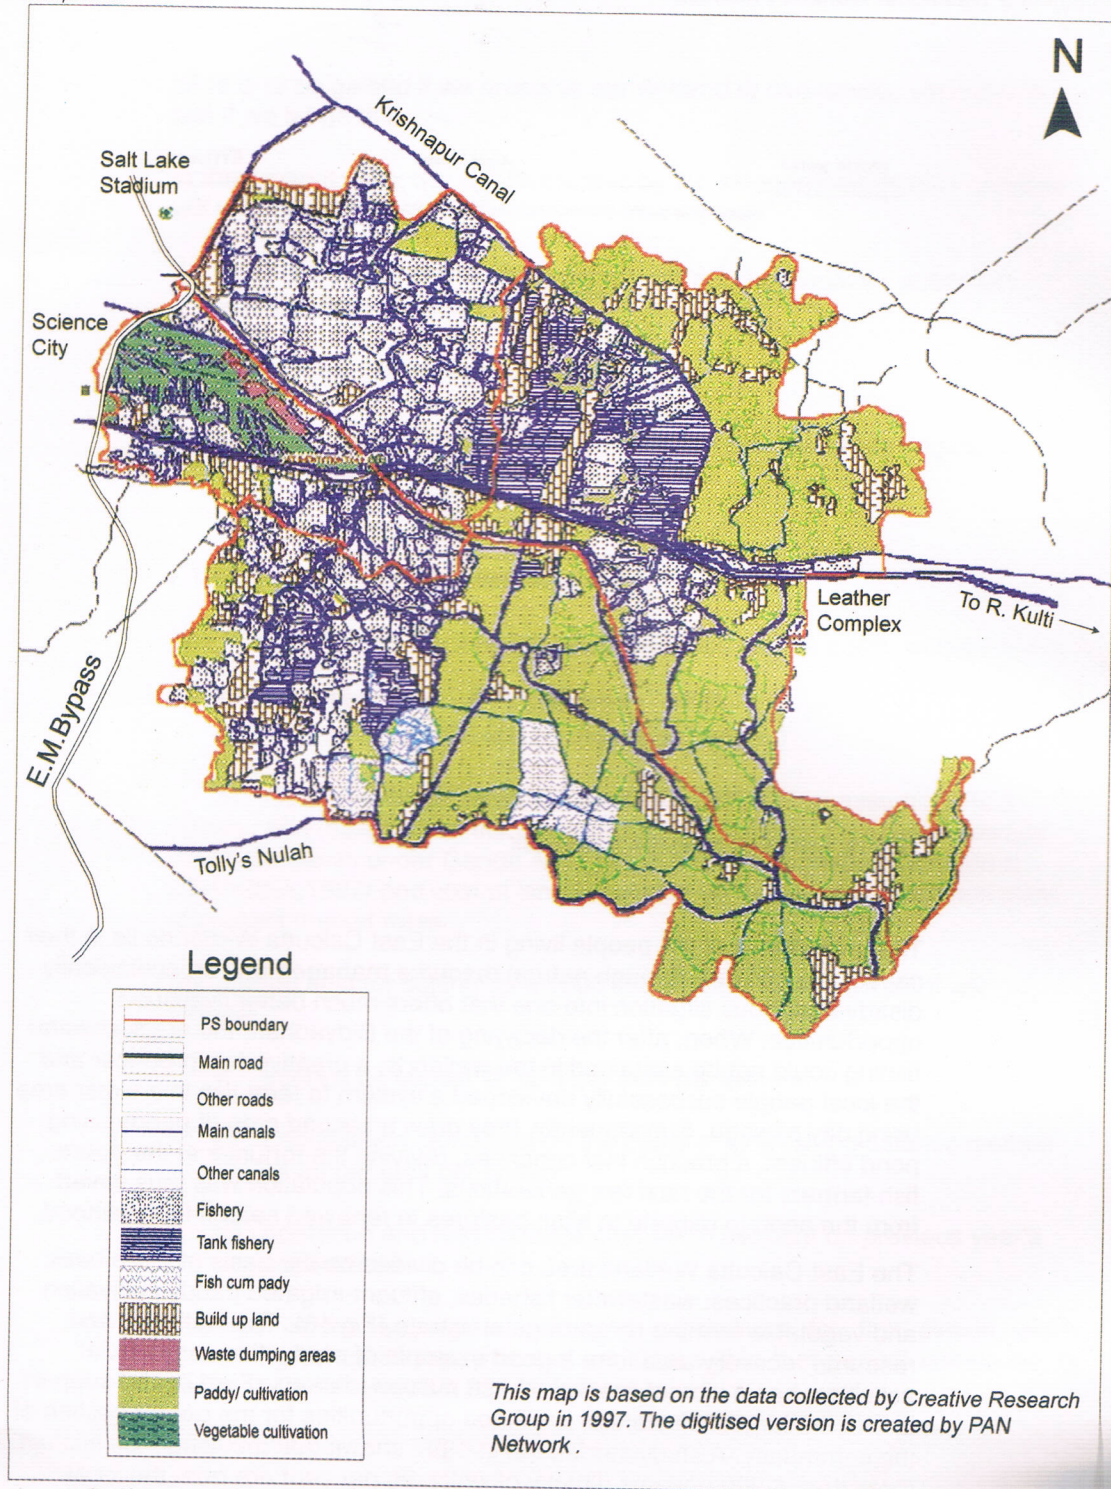 N
Krishnapur Canal
Salt Lake
Stadium
Science
City
Leather
Complex
To R. Kulti
E.M.Bypass
Tolly's Nulah
Legend
PS boundary
Main road
Other roads
Main canals
Other canals
Fishery
Tank fishery
Fish cum pady
Build up land
Waste dumping areas
Paddy/ cultivation
Vegetable cultivation
This map is based on the data collected by Creative Research
Group in 1997. The digitised version is created by PAN
Network .